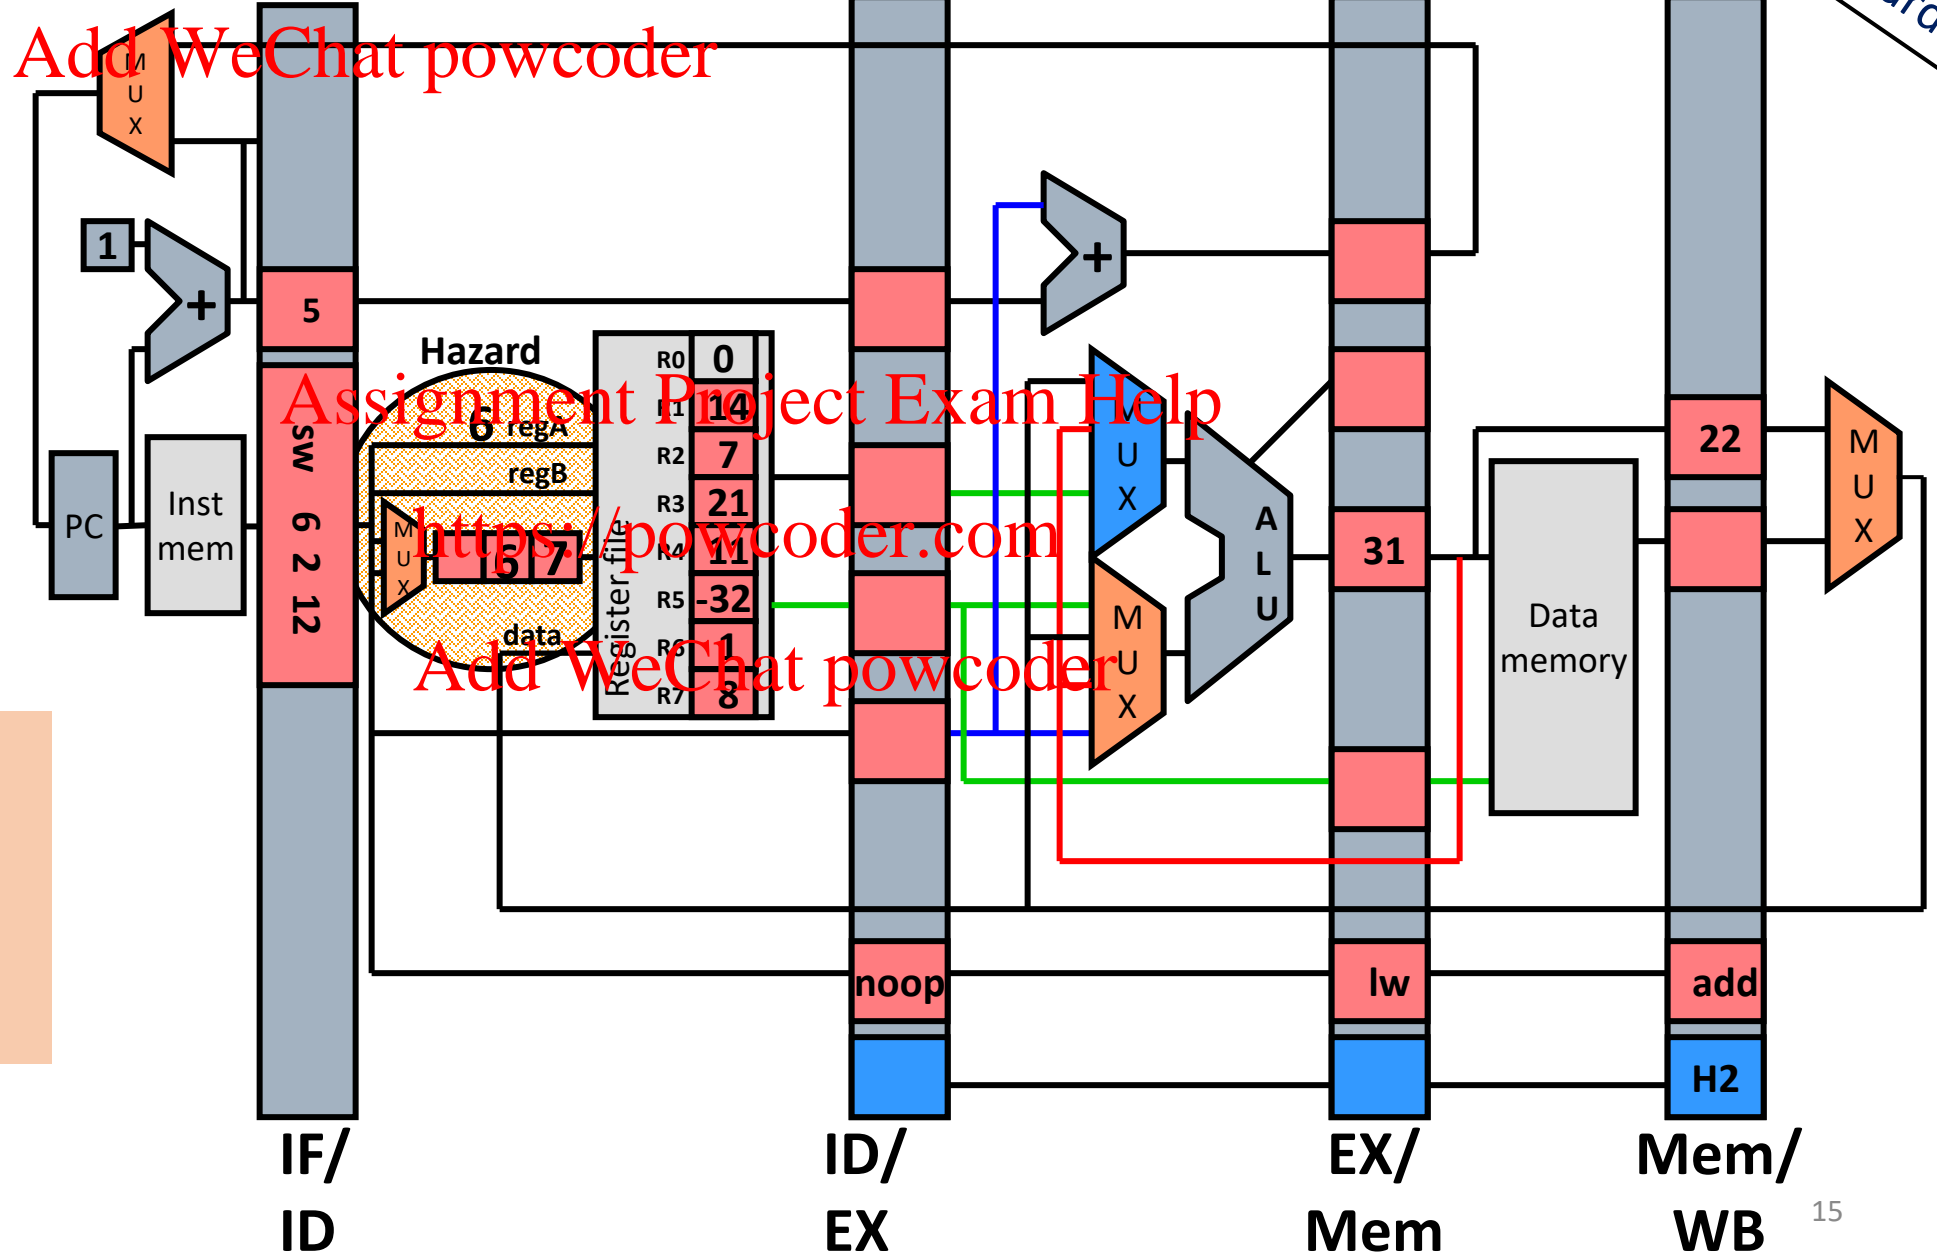 Add WeChat powcoder
M
U
X
1
+
5
+
Hazard
R0 0
Assignment Project Exam Help
6 regA
R1 14
M
U
X
sw 6 2 12
R2 7
22
M
U
X
regB
R3 21
PC
Inst
mem
M
U
X
6 7
https://powcoder.com
R4 11
A
L
U
31
Register file
R5 -32
M
U
X
Data
memory
data
R6 1
Add WeChat powcoder
R7 8
noop
lw
add
H2
IF/
ID
ID/
EX
EX/
Mem
Mem/
WB
15